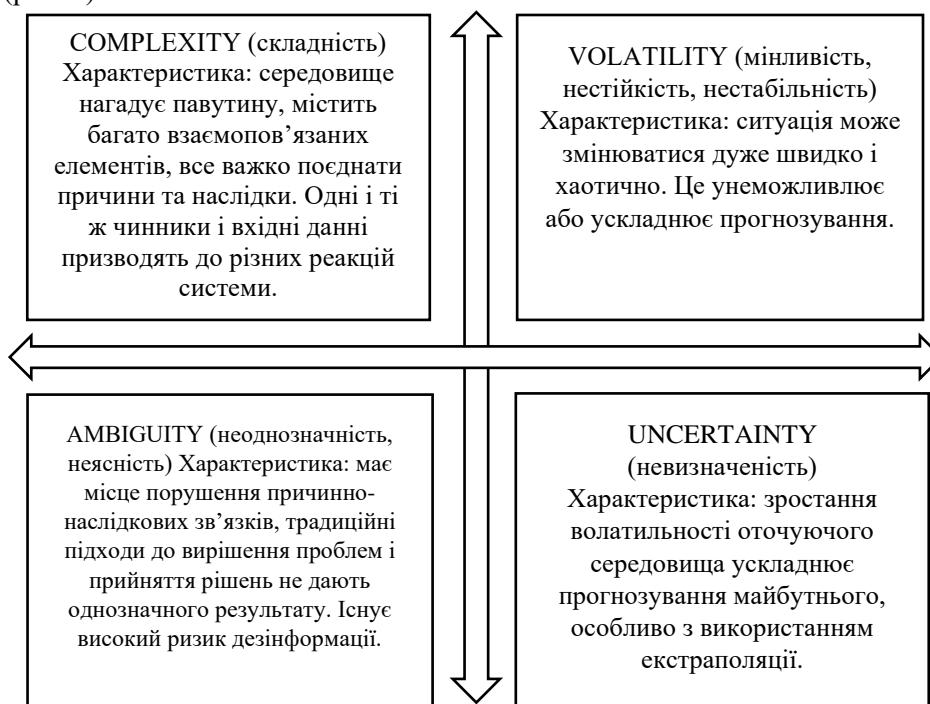 COMPLEXITY (складність)
Характеристика: середовище
нагадує павутину, містить
багато взаємопов’язаних
елементів, все важко поєднати
причини та наслідки. Одні і ті
ж чинники і вхідні данні
призводять до різних реакцій
системи.
VOLATILITY (мінливість,
нестійкість, нестабільність)
Характеристика: ситуація може
змінюватися дуже швидко і
хаотично. Це унеможливлює
або ускладнює прогнозування.
AMBIGUITY (неоднозначність,
неясність) Характеристика: має
місце порушення причинно-
наслідкових зв’язків, традиційні
підходи до вирішення проблем і
прийняття рішень не дають
однозначного результату. Існує
високий ризик дезінформації.
UNCERTAINTY
(невизначеність)
Характеристика: зростання
волатильності оточуючого
середовища ускладнює
прогнозування майбутнього,
особливо з використанням
екстраполяції.